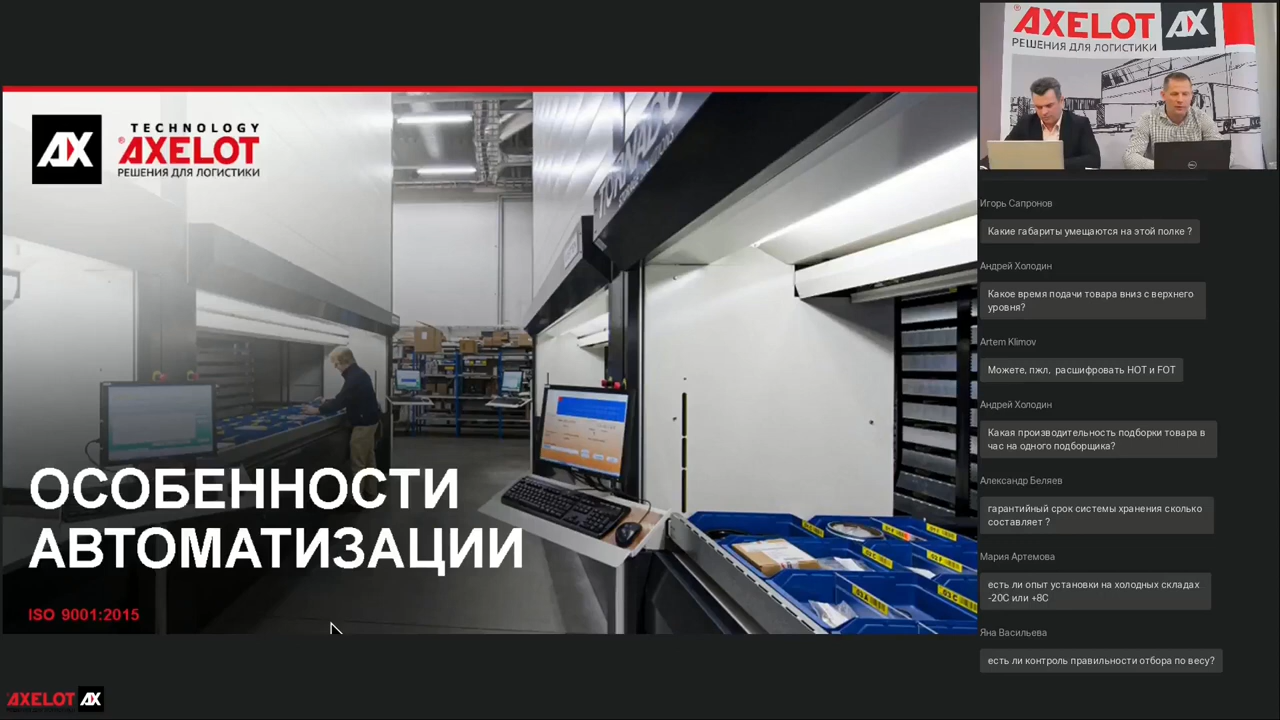 TECHNOLOGY
AXELOT
РЕШЕНИЯ ДЛЯ ЛОГИСТИКИ
ОСОБЕННОСТИ
АВТОМАТИЗАЦИИ
ISO 9001:2015
TORNADO
AXELOT AX
РЕШЕНИЯ ДЛЯ ЛОГИСТИКИ
DELL
Игорь Сапронов
Какие габариты умещаются на этой полке ?
Андрей Холодин
Какое время подачи товара вниз с верхнего
уровня?
Artem Klimov
Можете, пжл, расшифровать НОТ и FOT
Андрей Холодин
Какая производительность подборки товара в
час на одного подборщика?
Александр Беляев
гарантийный срок системы хранения сколько
составляет ?
Мария Артемова
есть ли опыт установки на холодных складах
-20С или +8С
Яна Васильева
есть ли контроль правильности отбора по весу?
AXELOT AX